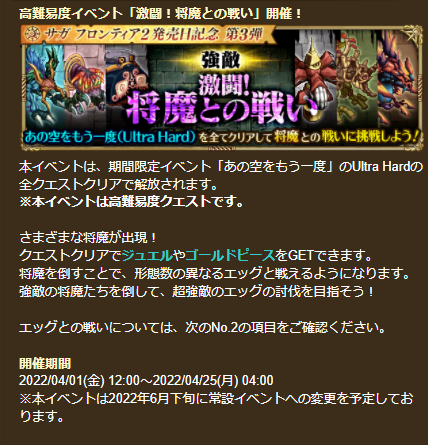 高難易度イベント「激闘！将魔との戦い」開催！
サガ フロンティア2 発売日記念 第3弾
強敵
激闘!
将魔との戦い
あの空をもう一度(Ultra Hard)を全てクリアして将魔との戦いに挑戦しよう!
本イベントは、期間限定イベント「あの空をもう一度」のUltra Hardの
全クエストクリアで解放されます。
※本イベントは高難易度クエストです。
さまざまな将魔が出現！
クエストクリアでジュエルやゴールドピースをGETできます。
将魔を倒すことで、形態数の異なるエッグと戦えるようになります。
強敵の将魔たちを倒して、超強敵のエッグの討伐を目指そう！
エッグとの戦いについては、次のNo.2の項目をご確認ください。
開催期間
2022/04/01(金) 12:00～2022/04/25(月) 04:00
※本イベントは2022年6月下旬に常設イベントへの変更を予定して
おります。